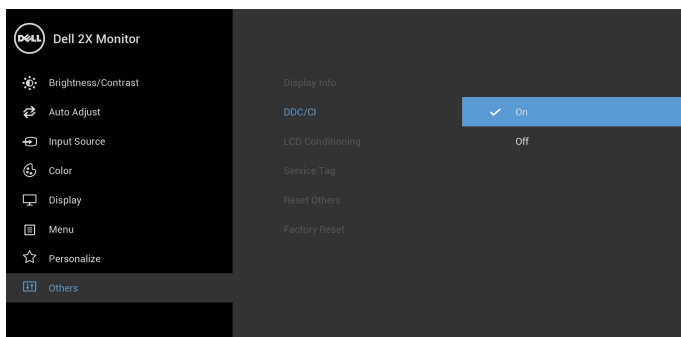 DELL Dell 2X Monitor
Brightness/Contrast
Auto Adjust
Input Source
Color
Display
Menu
Personalize
Others
Display Info
DDC/CI
LCD Conditioning
Service Tag
Reset Others
Factory Reset
On
Off